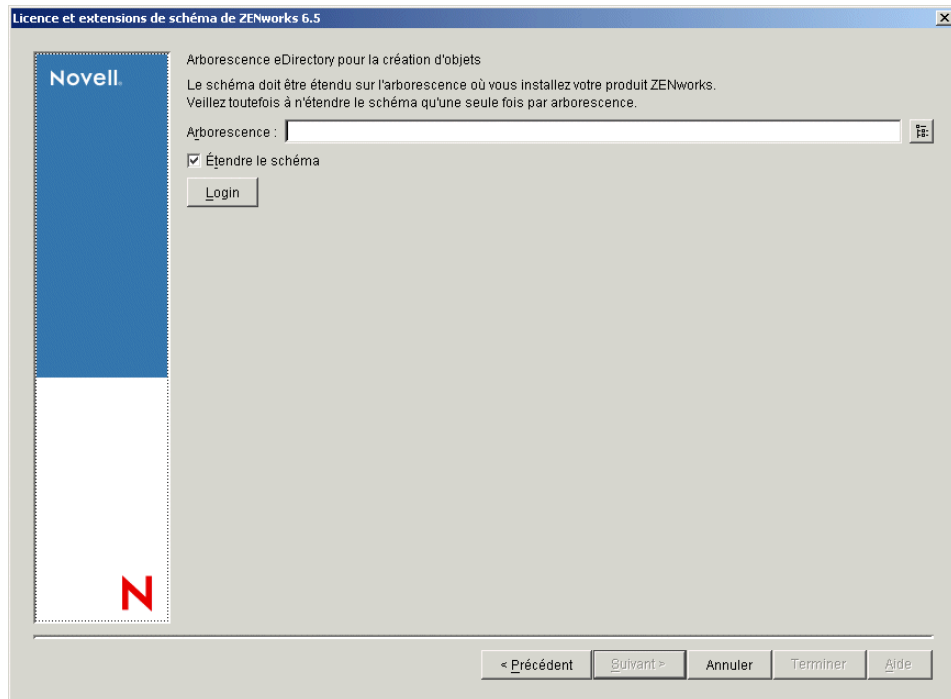 Licence et extensions de schéma de ZENworks 6.5
Novell.
Arborescence eDirectory pour la création d'objets
Le schéma doit être étendu sur l'arborescence où vous installez votre produit ZENworks.
Veillez toutefois à n'étendre le schéma qu'une seule fois par arborescence.
Arborescence :
Étendre le schéma
Login
N
< Précédent Suivant > Annuler Terminer Aide